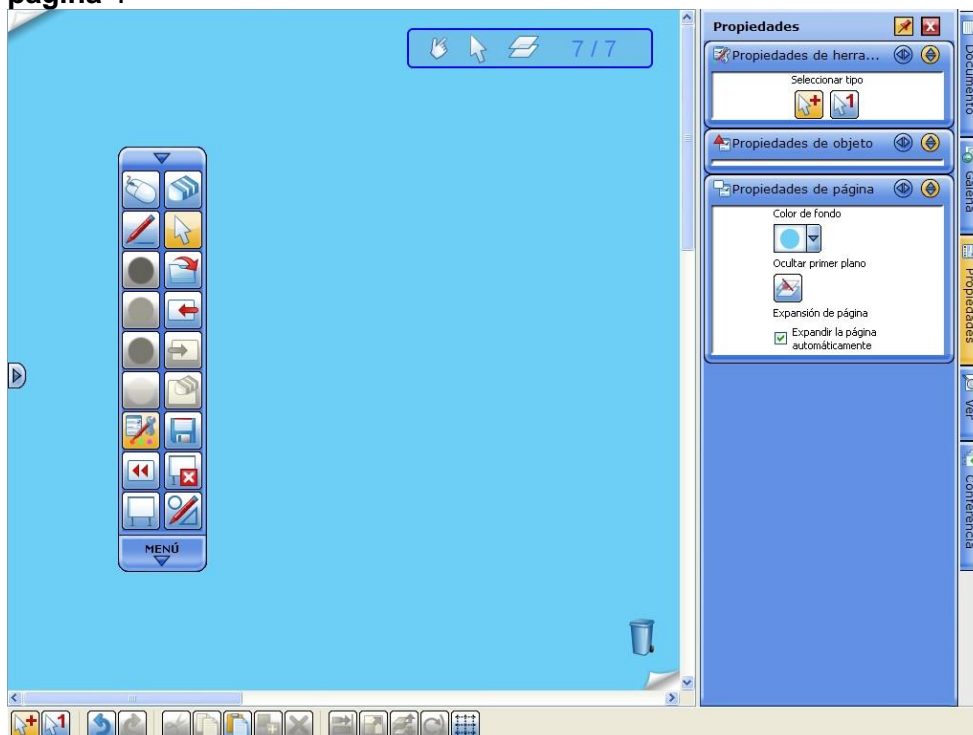 página
7 / 7
Propiedades
Propiedades de herra...
Seleccionar tipo
1
Propiedades de objeto
Propiedades de página
Color de fondo
Ocultar primer plano
Expansión de página
Expandir la página
automáticamente
Documento
Galería
Propiedades
Ver
Conferencia
MENÚ
1